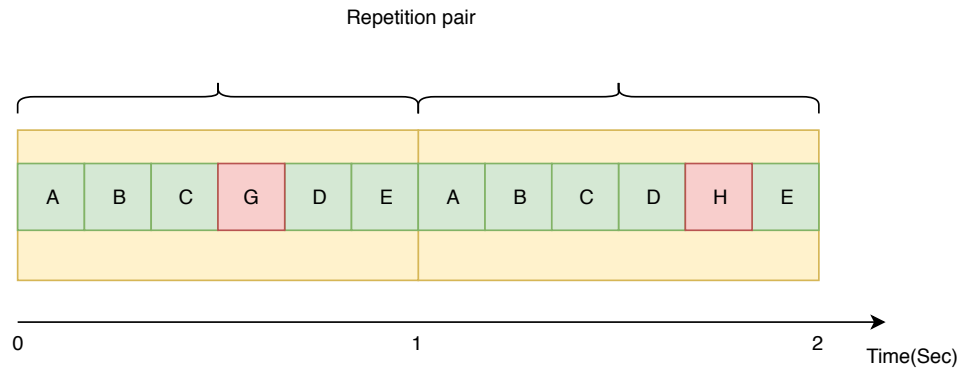 Repetition pair
A B C G D E A B C D H E
0 1 2
Time(Sec)